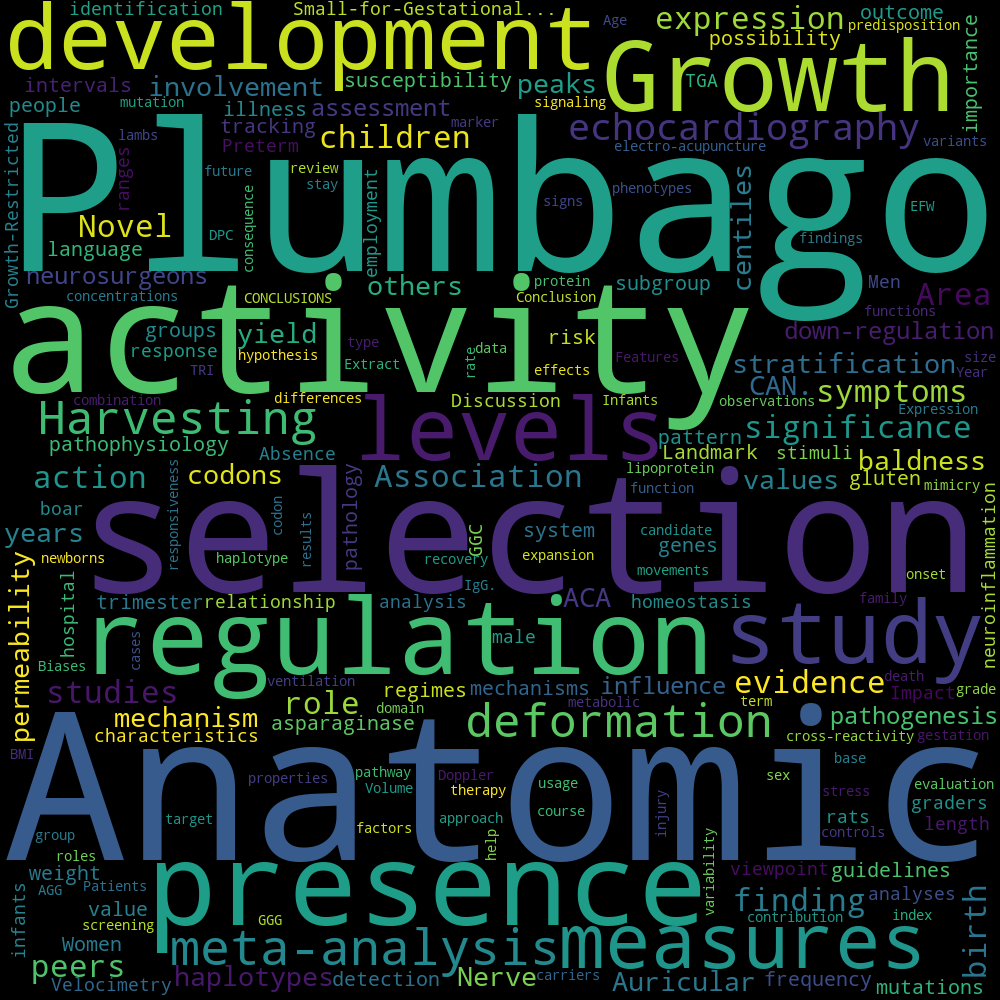 identification
Small-for-Gestational...
Age
expression
outcome
predisposition
development
possibility
importance
Growth
intervals
involvement
susceptibility
peaks
TGA
people
mutation
illness
assessment
signaling
tracking
marker
children
echocardiography
lambs
Preterm
electro-acupuncture
variants
Growth-Restricted
ranges
Plumbago
future
review
stay
consequence
employment
phenotypes
signs
centiles
EFW
Novel
DPC
findings
language
neurosurgeons
others
protein
subgroup
Men
Area
concentrations
CONCLUSIONS
Conclusion
functions
activity
groups
yield
risk
down-regulation
response
hypothesis
type
data
rate
TRI
Extract
effects
Features
stratification
size
Year
CAN.
symptoms
combination
differences
Discussion
Infants
observations
Expression
Harvesting
levels
significance
pathophysiology
Absence
pattern
Landmark
stimuli
baldness
action
codons
Association
lipoprotein
values
gluten
mimicry
boar
responsiveness
codon
results
pathology
selection
function
years
GGC
system
candidate
genes
newborns
haplotype
recovery
expansion
movements
onset
neuroinflammation
permeability
hospital
IgG.
trimester
relationship
analysis
ACA
homeostasis
family
regulation
male
study
Biases
cases
ventilation
studies
role
regimes
mechanisms
influence
evidence
death
Impact
grade
metabolic
term
mechanism
asparaginase
domain
deformation
pathogenesis
characteristics
cross-reactivity
gestation
BMI
Anatomic
properties
pathway
Doppler
usage
sex
base
Volume
therapy
stress
evaluation
target
factors
approach
course
injury
rats
graders
group
help
controls
length
roles
presence
variability
viewpoint
guidelines
weight
AGG
Patients
value
GGG
finding
analyses
screening
contribution
index
infants
Women
meta-analysis
measures
birth
peers
Velocimetry
haplotypes
detection
Nerve
carriers
Auricular
frequency
mutations